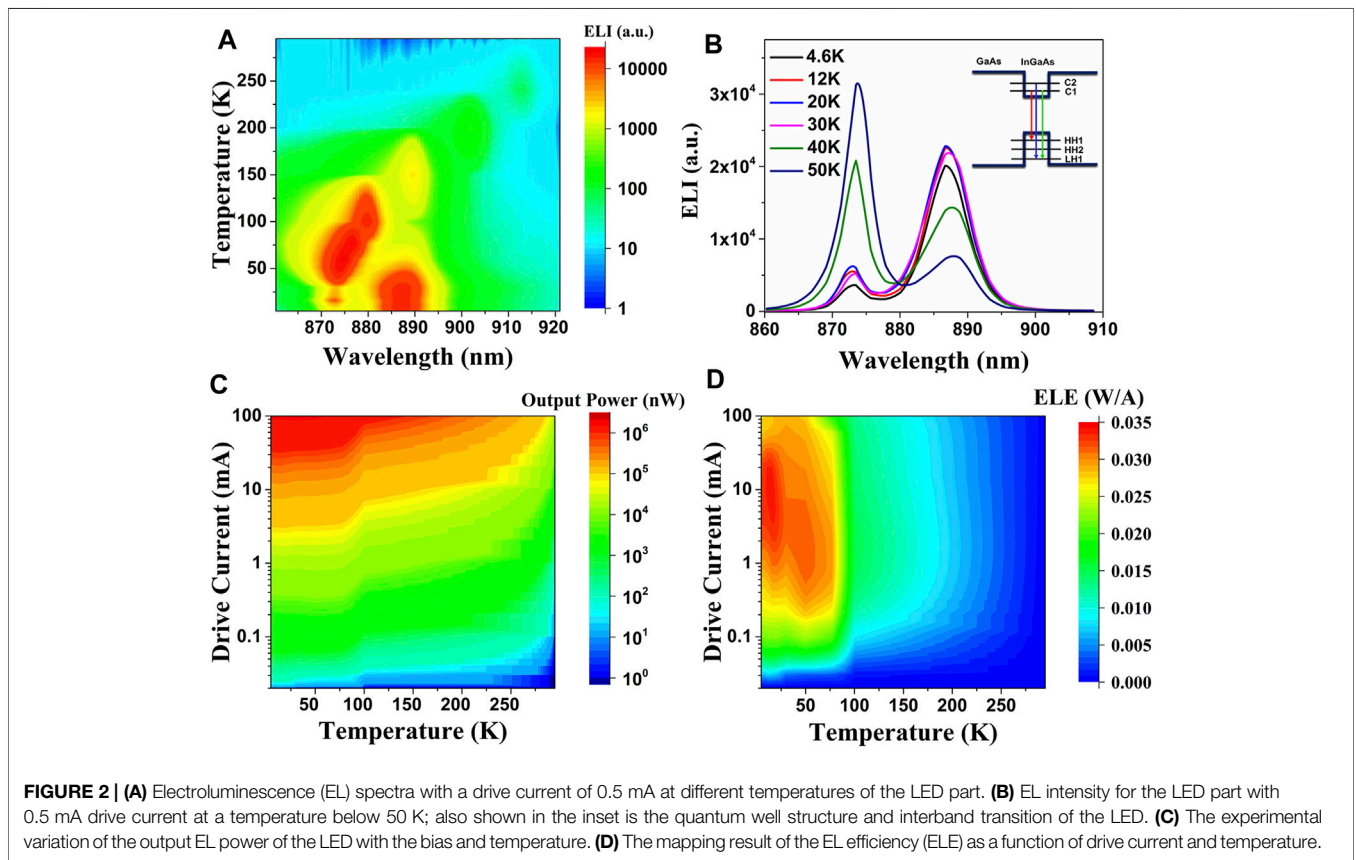 A
ELI (a.u.)
10000
1000
100
10
1
250
200
150
100
50
Temperature (K)
870 880 890 900 910 920
Wavelength (nm)
B
4.6K
12K
20K
30K
40K
50K
GaAs InGaAs
C2
C1
HH1
HH2
LH1
3x10⁴
2x10⁴
1x10⁴
0
ELI (a.u.)
860 870 880 890 900 910
Wavelength (nm)
C
Output Power (nW)
10⁶
10⁵
10⁴
10³
10²
10¹
10⁰
100
10
1
0.1
Drive Current (mA)
50 100 150 200 250
Temperature (K)
D
ELE (W/A)
0.035
0.030
0.025
0.020
0.015
0.010
0.005
0.000
100
10
1
0.1
Drive Current (mA)
50 100 150 200 250
Temperature (K)
FIGURE 2 | (A) Electroluminescence (EL) spectra with a drive current of 0.5 mA at different temperatures of the LED part. (B) EL intensity for the LED part with
0.5 mA drive current at a temperature below 50 K; also shown in the inset is the quantum well structure and interband transition of the LED. (C) The experimental
variation of the output EL power of the LED with the bias and temperature. (D) The mapping result of the EL efficiency (ELE) as a function of drive current and temperature.